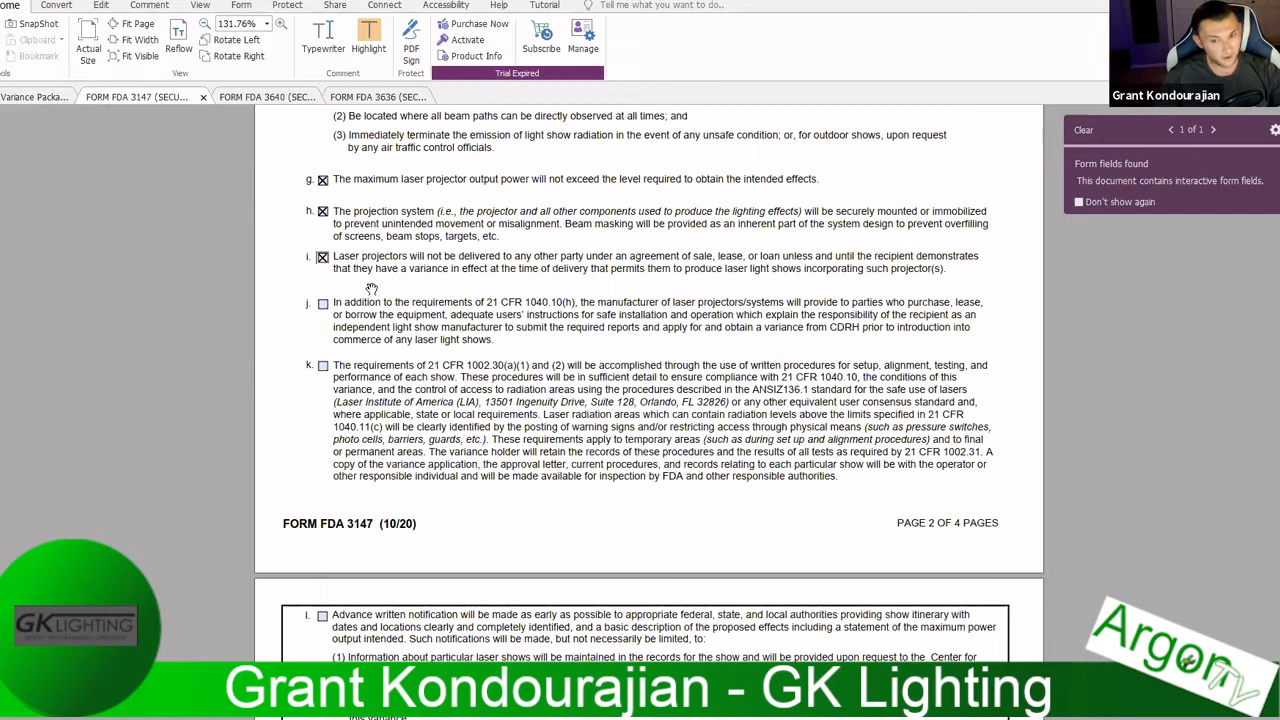 ome
Convert
Edit
Comment
View
Form
Protect
Share
Connection
Accessibility
Help
Tutorial
Tell me what you want to do...
SnapShot
Clipboard
Bookmark
ols
Actual
Size
Fit Page
Fit Width
Fit Visible
Reflow
131.76%
Rotate Left
Rotate Right
View
Typewriter
Highlight
Comment
PDF
Sign
Protect
Purchase Now
Activate
Product Info
Subscribe
Manage
Trial Expired
Grant Kondourajian
Variance Packa...
FORM FDA 3147 (SECU...
FORM FDA 3640 (SEC...
FORM FDA 3636 (SEC...
Clear
1 of 1
Form fields found
This document contains interactive form fields.
Don't show again
(2) Be located where all beam paths can be directly observed at all times; and
(3) Immediately terminate the emission of light show radiation in the event of any unsafe condition; or, for outdoor shows, upon request
by any air traffic control officials.
g. The maximum laser projector output power will not exceed the level required to obtain the intended effects.
h. The projection system (i.e., the projector and all other components used to produce the lighting effects) will be securely mounted or immobilized
to prevent unintended movement or misalignment. Beam masking will be provided as an inherent part of the system design to prevent overfilling
of screens, beam stops, targets, etc.
i. Laser projectors will not be delivered to any other party under an agreement of sale, lease, or loan unless and until the recipient demonstrates
that they have a variance in effect at the time of delivery that permits them to produce laser light shows incorporating such projector(s).
j. In addition to the requirements of 21 CFR 1040.10(h), the manufacturer of laser projectors/systems will provide to parties who purchase, lease,
or borrow the equipment, adequate users' instructions for safe installation and operation which explain the responsibility of the recipient as an
independent light show manufacturer to submit the required reports and apply for and obtain a variance from CDRH prior to introduction into
commerce of any laser light shows.
k. The requirements of 21 CFR 1002.30(a)(1) and (2) will be accomplished through the use of written procedures for setup, alignment, testing, and
performance of each show. These procedures will be in sufficient detail to ensure compliance with 21 CFR 1040.10, the conditions of this
variance, and the control of access to radiation areas using the procedures described in the ANSIZ136.1 standard for the safe use of lasers
(Laser Institute of America (LIA), 13501 Ingenuity Drive, Suite 128, Orlando, FL 32826) or any other equivalent user consensus standard and,
where applicable, state or local requirements. Laser radiation areas which can contain radiation levels above the limits specified in 21 CFR
1040.11(c) will be clearly identified by the posting of warning signs and/or restricting access through physical means (such as pressure switches,
photo cells, barriers, guards, etc.). These requirements apply to temporary areas (such as during set up and alignment procedures) and to final
or permanent areas. The variance holder will retain the records of these procedures and the results of all tests as required by 21 CFR 1002.31. A
copy of the variance application, the approval letter, current procedures, and records relating to each particular show will be with the operator or
other responsible individual and will be made available for inspection by FDA and other responsible authorities.
FORM FDA 3147 (10/20)
PAGE 2 OF 4 PAGES
l. Advance written notification will be made as early as possible to appropriate federal, state, and local authorities providing show itinerary with
dates and locations clearly and completely identified, and a basic description of the proposed effects including a statement of the maximum power
output intended. Such notifications will be made, but not necessarily be limited, to:
(1) Information about particular laser shows will be maintained in the records for the show and will be provided upon request to the Center for
this variance.
GK LIGHTING
Argon TV
Grant Kondourajian - GK Lighting